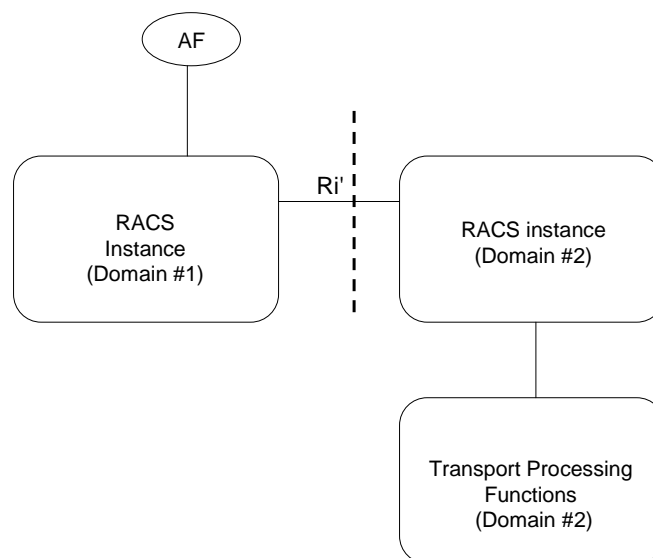 AF
Ri'
RACS
Instance
(Domain #1)
RACS instance
(Domain #2)
Transport Processing
Functions
(Domain #2)